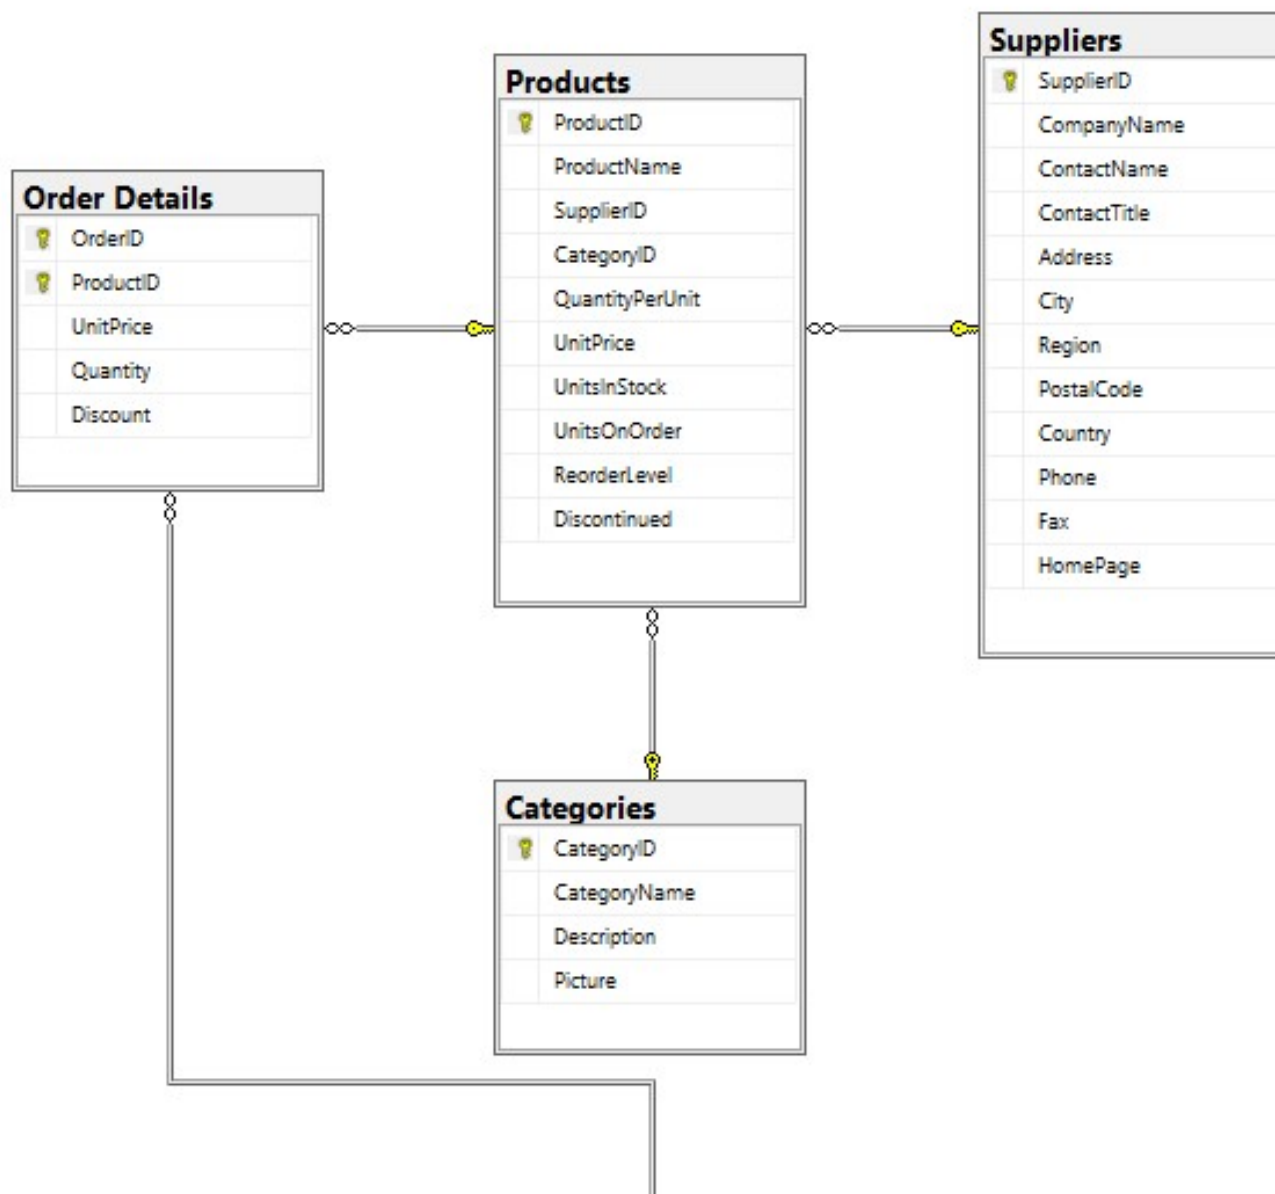 Order Details
OrderID
ProductID
UnitPrice
Quantity
Discount
Products
ProductID
ProductName
SupplierID
CategoryID
QuantityPerUnit
UnitPrice
UnitsInStock
UnitsOnOrder
ReorderLevel
Discontinued
Suppliers
SupplierID
CompanyName
ContactName
ContactTitle
Address
City
Region
PostalCode
Country
Phone
Fax
HomePage
Categories
CategoryID
CategoryName
Description
Picture